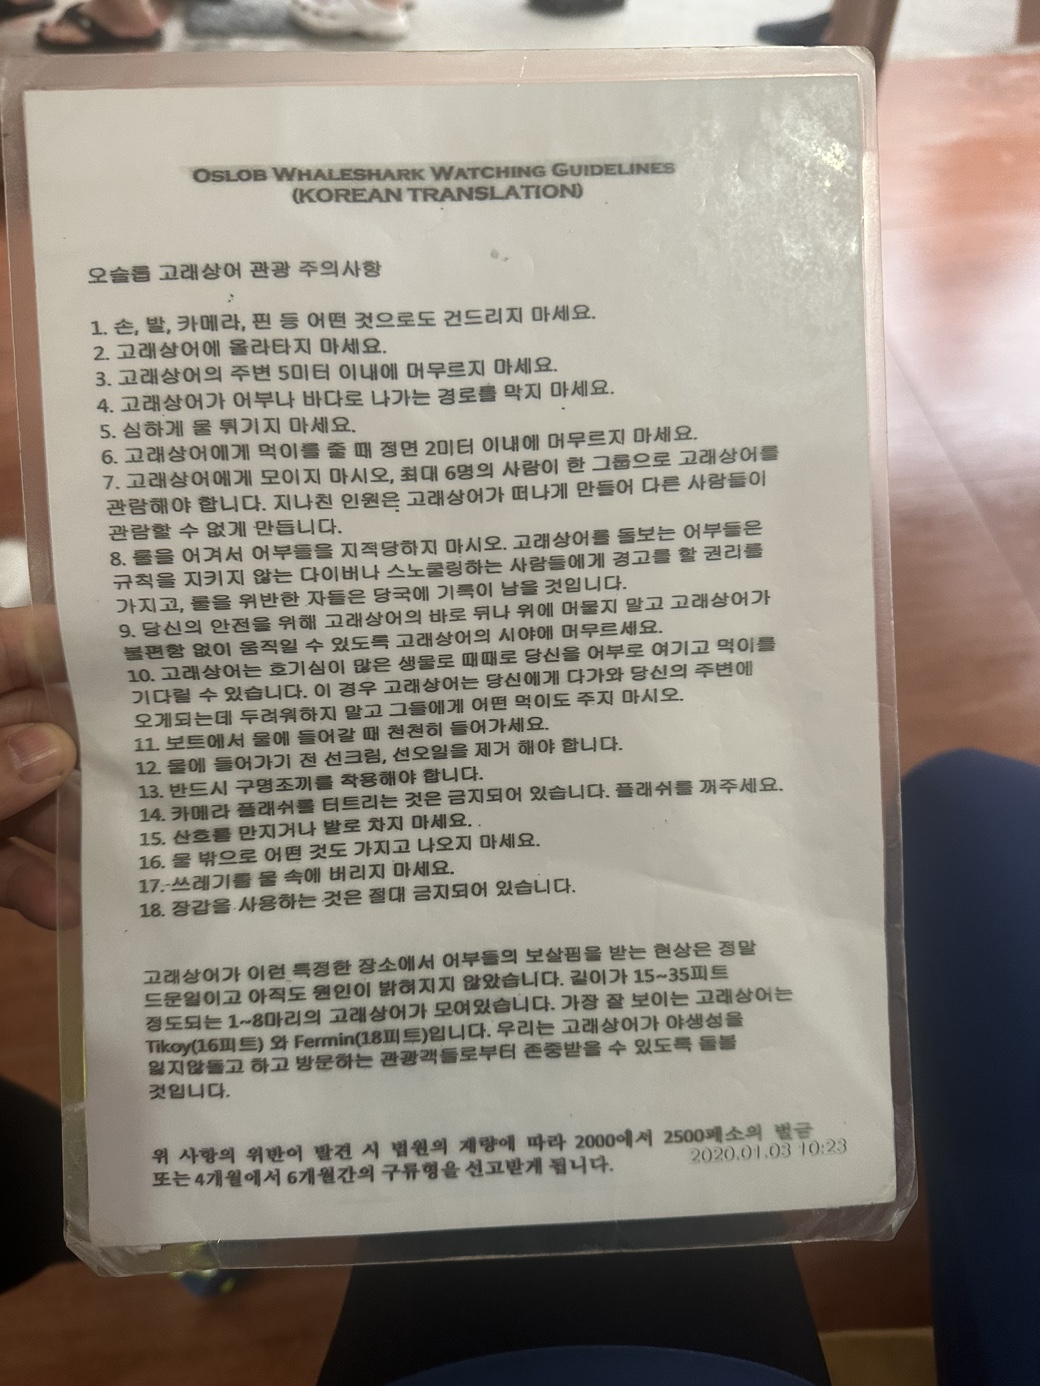 OSLOB WHALESHARK WATCHING GUIDELINES
(KOREAN TRANSLATION)
오슬롭 고래상어 관광 주의사항
1. 손, 발, 카메라, 핀 등 어떤 것으로도 건드리지 마세요.
2. 고래상어에 올라타지 마세요.
3. 고래상어의 주변 5미터 이내에 머무르지 마세요.
4. 고래상어가 어부나 바다로 나가는 경로를 막지 마세요.
5. 심하게 물 튀기지 마세요.
6. 고래상어에게 먹이를 줄 때 정면 2미터 이내에 머무르지 마세요.
7. 고래상어에게 모이지 마시오, 최대 6명의 사람이 한 그룹으로 고래상어를
관람해야 합니다. 지나친 인원은 고래상어가 떠나게 만들어 다른 사람들이
관람할 수 없게 만듭니다.
8. 룰을 어겨서 어부들을 지적당하지 마시오. 고래상어를 돌보는 어부들은
규칙을 지키지 않는 다이버나 스노쿨링하는 사람들에게 경고를 할 권리를
가지고, 룰을 위반한 자들은 당국에 기록이 남을 것입니다.
9. 당신의 안전을 위해 고래상어의 바로 뒤나 위에 머물지 말고 고래상어가
불편함 없이 움직일 수 있도록 고래상어의 시야에 머무르세요.
10. 고래상어는 호기심이 많은 생물로 때때로 당신을 어부로 여기고 먹이를
기다릴 수 있습니다. 이 경우 고래상어는 당신에게 다가와 당신의 주변에
오게되는데 두려워하지 말고 그들에게 어떤 먹이도 주지 마시오.
11. 보트에서 물에 들어갈 때 천천히 들어가세요.
12. 물에 들어가기 전 선크림, 선오일을 제거 해야 합니다.
13. 반드시 구명조끼를 착용해야 합니다.
14. 카메라 플래쉬를 터트리는 것은 금지되어 있습니다. 플래쉬를 꺼주세요.
15. 산호를 만지거나 발로 차지 마세요.
16. 물 밖으로 어떤 것도 가지고 나오지 마세요.
17. 쓰레기를 물 속에 버리지 마세요.
18. 장갑을 사용하는 것은 절대 금지되어 있습니다.
고래상어가 이런 특정한 장소에서 어부들의 보살핌을 받는 현상은 정말
드문일이고 아직도 원인이 밝혀지지 않았습니다. 길이가 15~35피트
정도되는 1~8마리의 고래상어가 모여있습니다. 가장 잘 보이는 고래상어는
Tikoy(16피트) 와 Fermin(18피트)입니다. 우리는 고래상어가 야생성을
잃지않돌고 하고 방문하는 관광객들로부터 존중받을 수 있도록 돌볼
것입니다.
위 사항의 위반이 발견 시 법원의 재량에 따라 2000에서 2500페소의 벌금
또는 4개월에서 6개월간의 구류형을 선고받게 됩니다.
2020.01.03 10:23